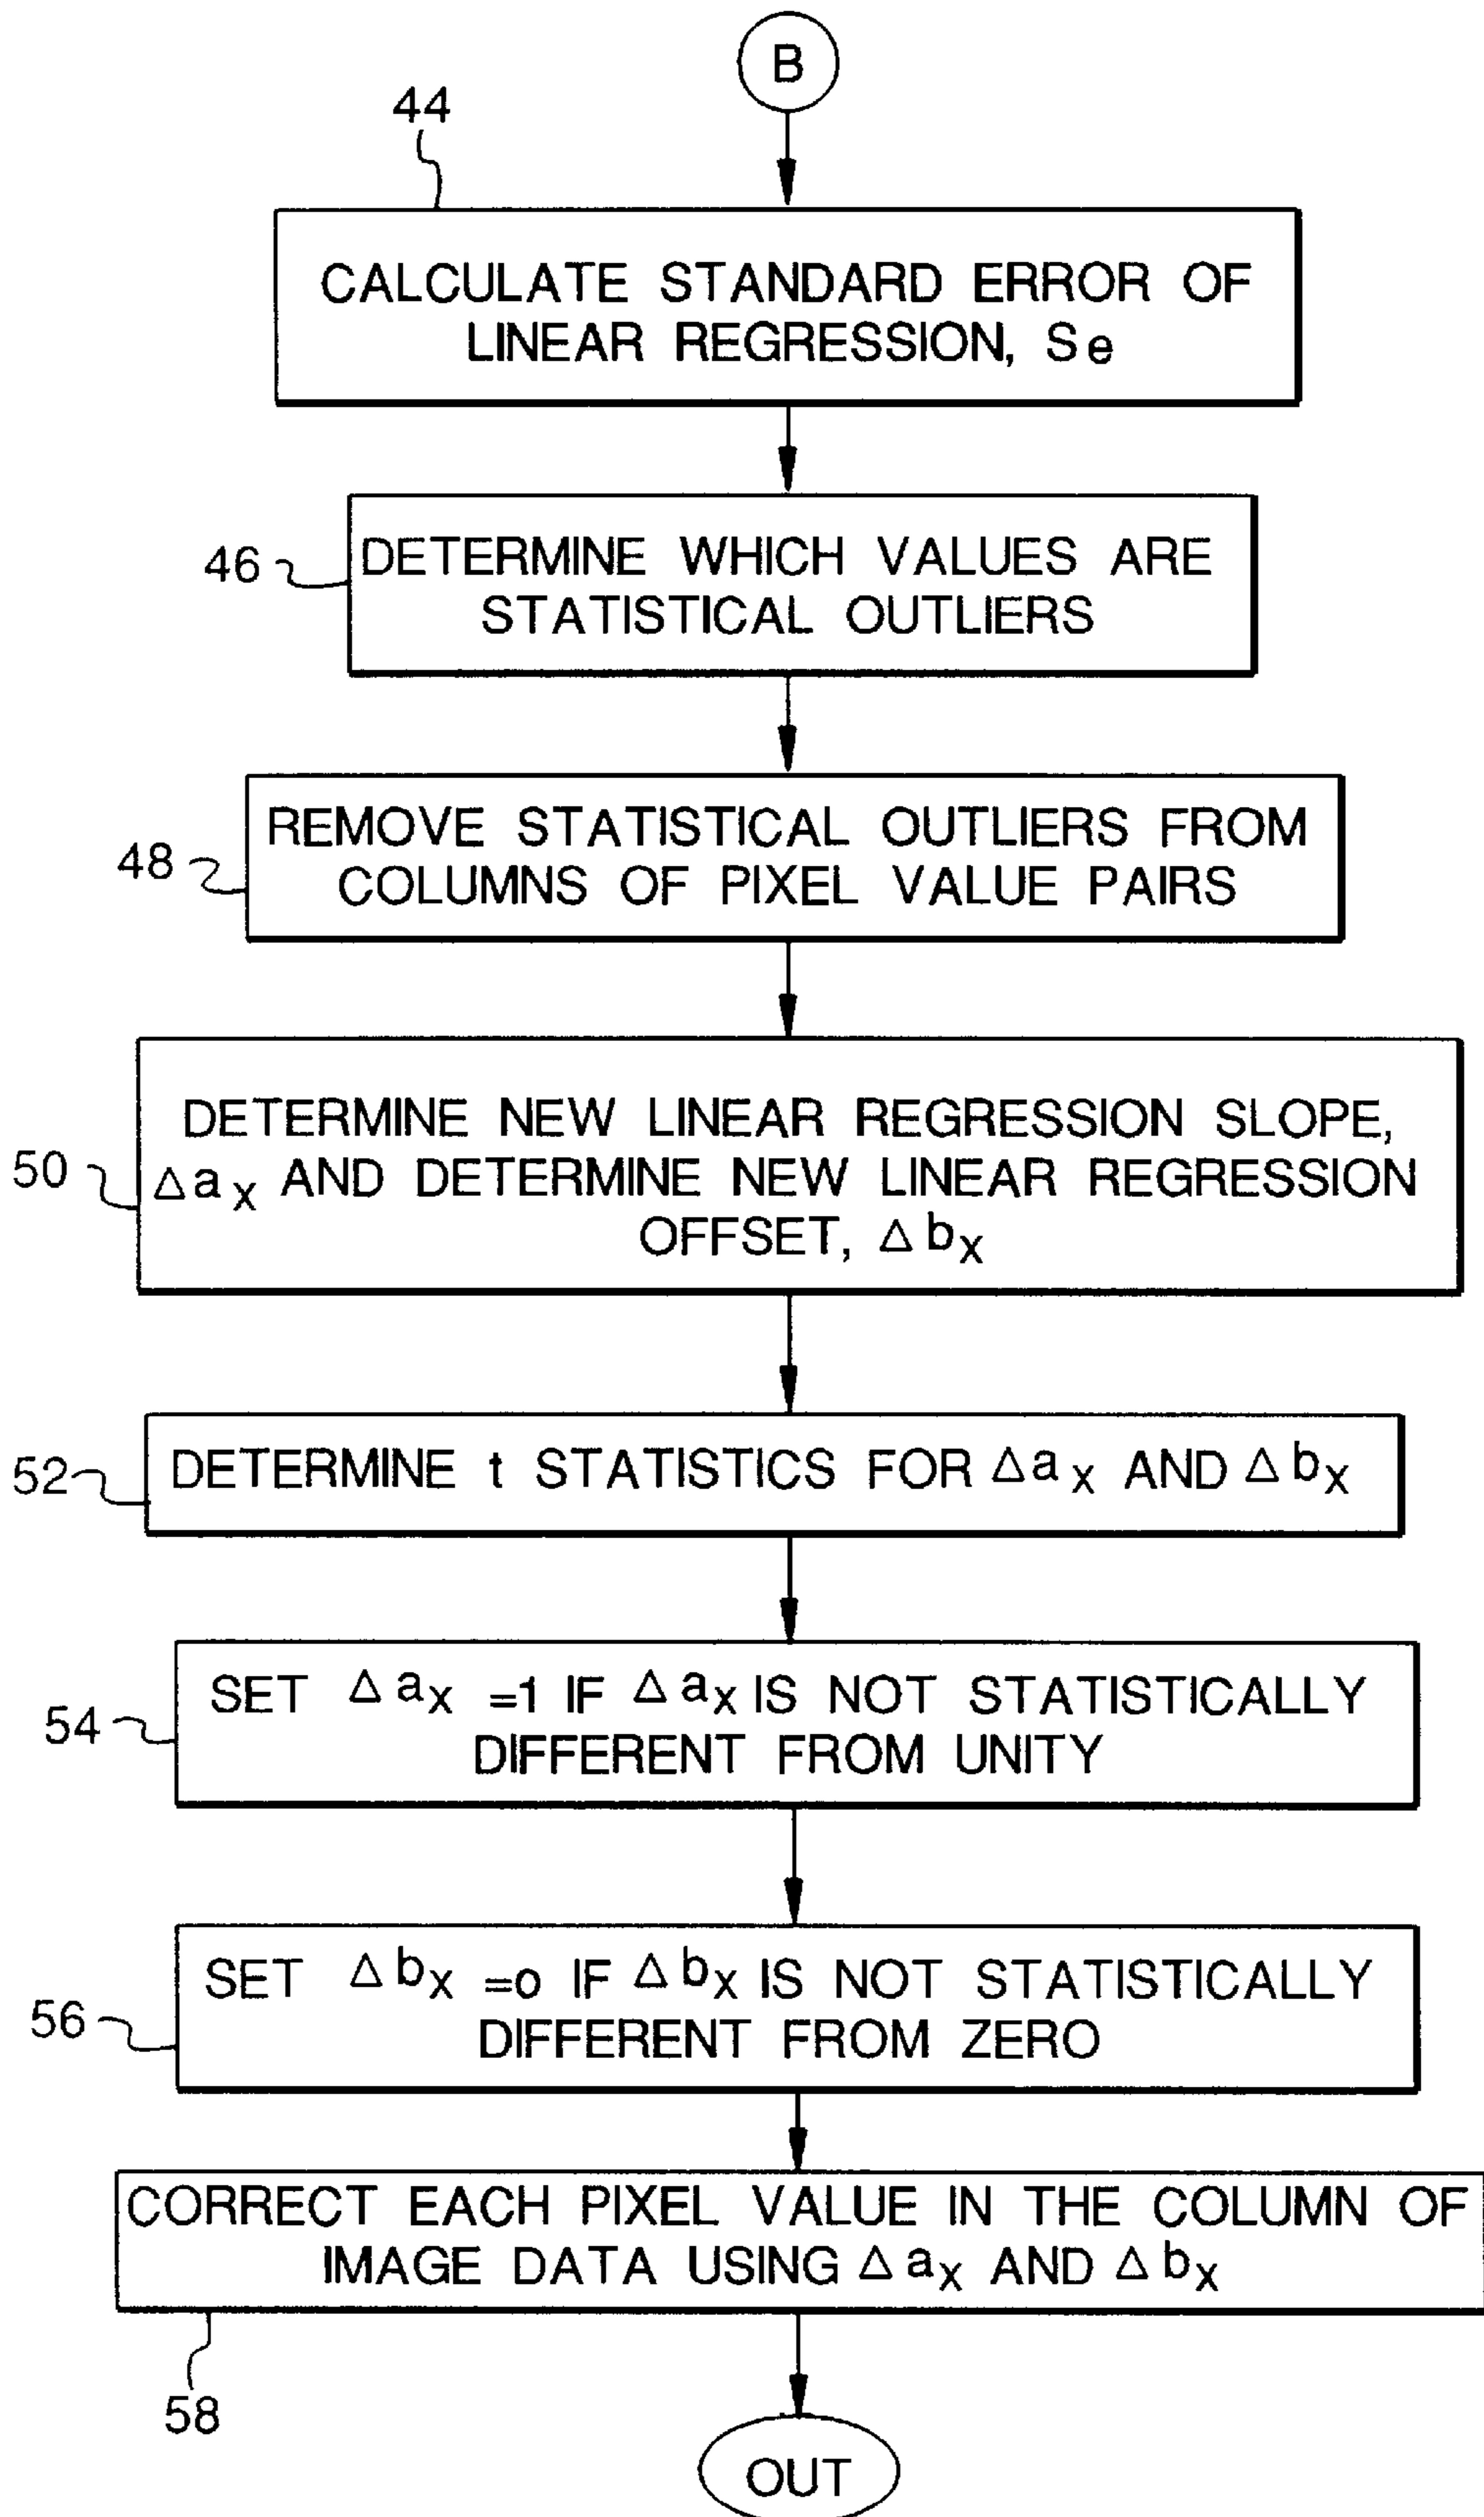 B
44
CALCULATE STANDARD ERROR OF
LINEAR REGRESSION, Se
46
DETERMINE WHICH VALUES ARE
STATISTICAL OUTLIERS
48
REMOVE STATISTICAL OUTLIERS FROM
COLUMNS OF PIXEL VALUE PAIRS
50
DETERMINE NEW LINEAR REGRESSION SLOPE,
Δax AND DETERMINE NEW LINEAR REGRESSION
OFFSET, Δbx
52
DETERMINE t STATISTICS FOR Δax AND Δbx
54
SET Δax =1 IF Δax IS NOT STATISTICALLY
DIFFERENT FROM UNITY
56
SET Δbx =0 IF Δbx IS NOT STATISTICALLY
DIFFERENT FROM ZERO
CORRECT EACH PIXEL VALUE IN THE COLUMN OF
IMAGE DATA USING Δax AND Δbx
58
OUT